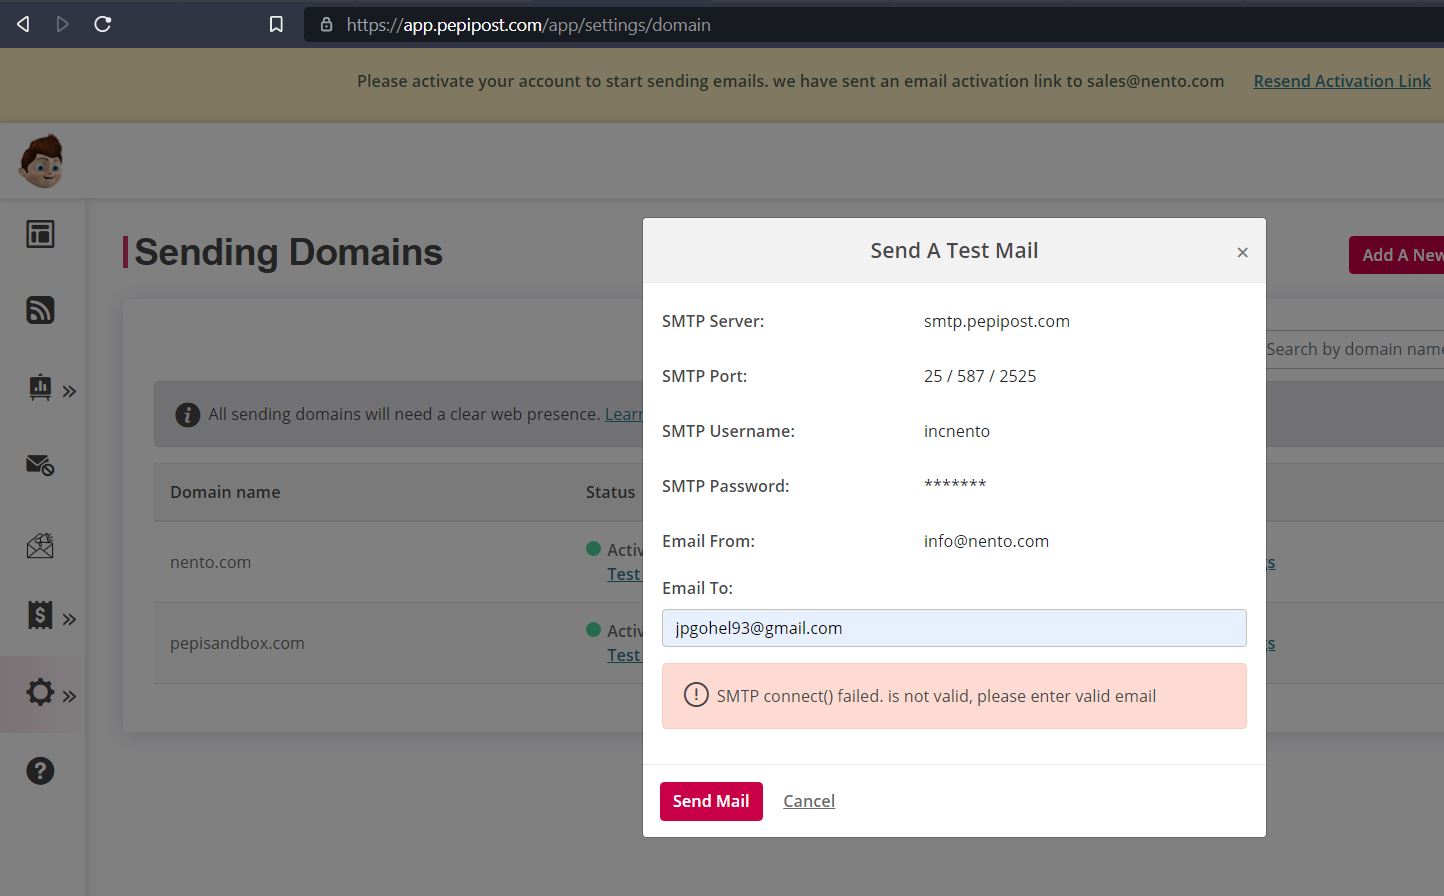 https://app.pepipost.com/app/settings/domain
Please activate your account to start sending emails. we have sent an email activation link to sales@nento.com Resend Activation Link
Sending Domains
Add A New
Search by domain name
All sending domains will need a clear web presence. Learn
Domain name Status
nento.com Activ
Test
pepisandbox.com Activ
Test
Send A Test Mail ×
SMTP Server: smtp.pepipost.com
SMTP Port: 25 / 587 / 2525
SMTP Username: incnento
SMTP Password: *******
Email From: info@nento.com
Email To:
jpgohel93@gmail.com
SMTP connect() failed. is not valid, please enter valid email
Send Mail Cancel